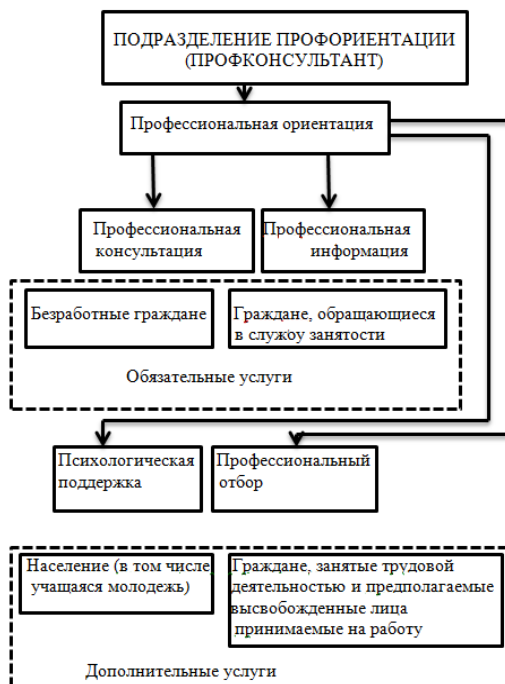 ПОДРАЗДЕЛЕНИЕ ПРОФОРИЕНТАЦИИ
(ПРОФКОНСУЛЬТАНТ)
Профессиональная ориентация
Профессиональная
консультация
Профессиональная
информация
Безработные граждане
Граждане, обращающиеся
в службу занятости
Обязательные услуги
Психологическая
поддержка
Профессиональный
отбор
Население (в том числе,
учащаяся молодежь)
Граждане, занятые трудовой
деятельностью и предполагаемые
высвобожденные лица
принимаемые на работу
Дополнительные услуги